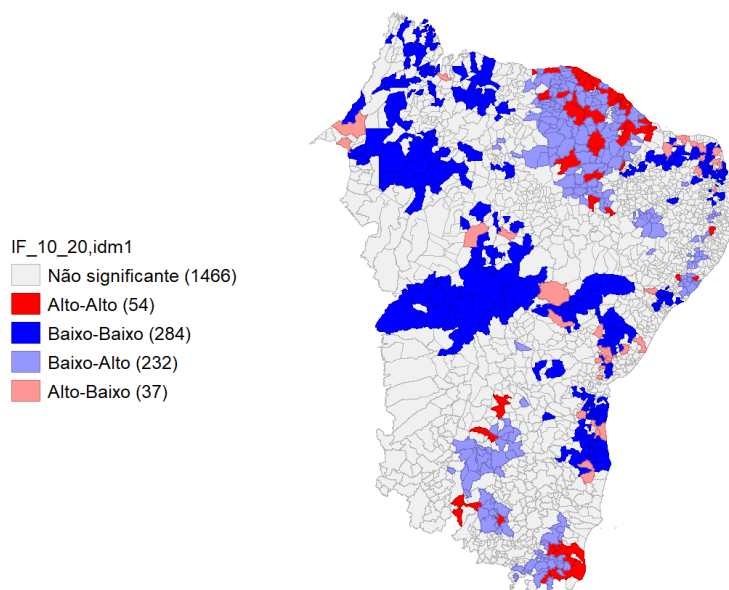 IF_10_20,idm1
Não significante (1466)
Alto-Alto (54)
Baixo-Baixo (284)
Baixo-Alto (232)
Alto-Baixo (37)